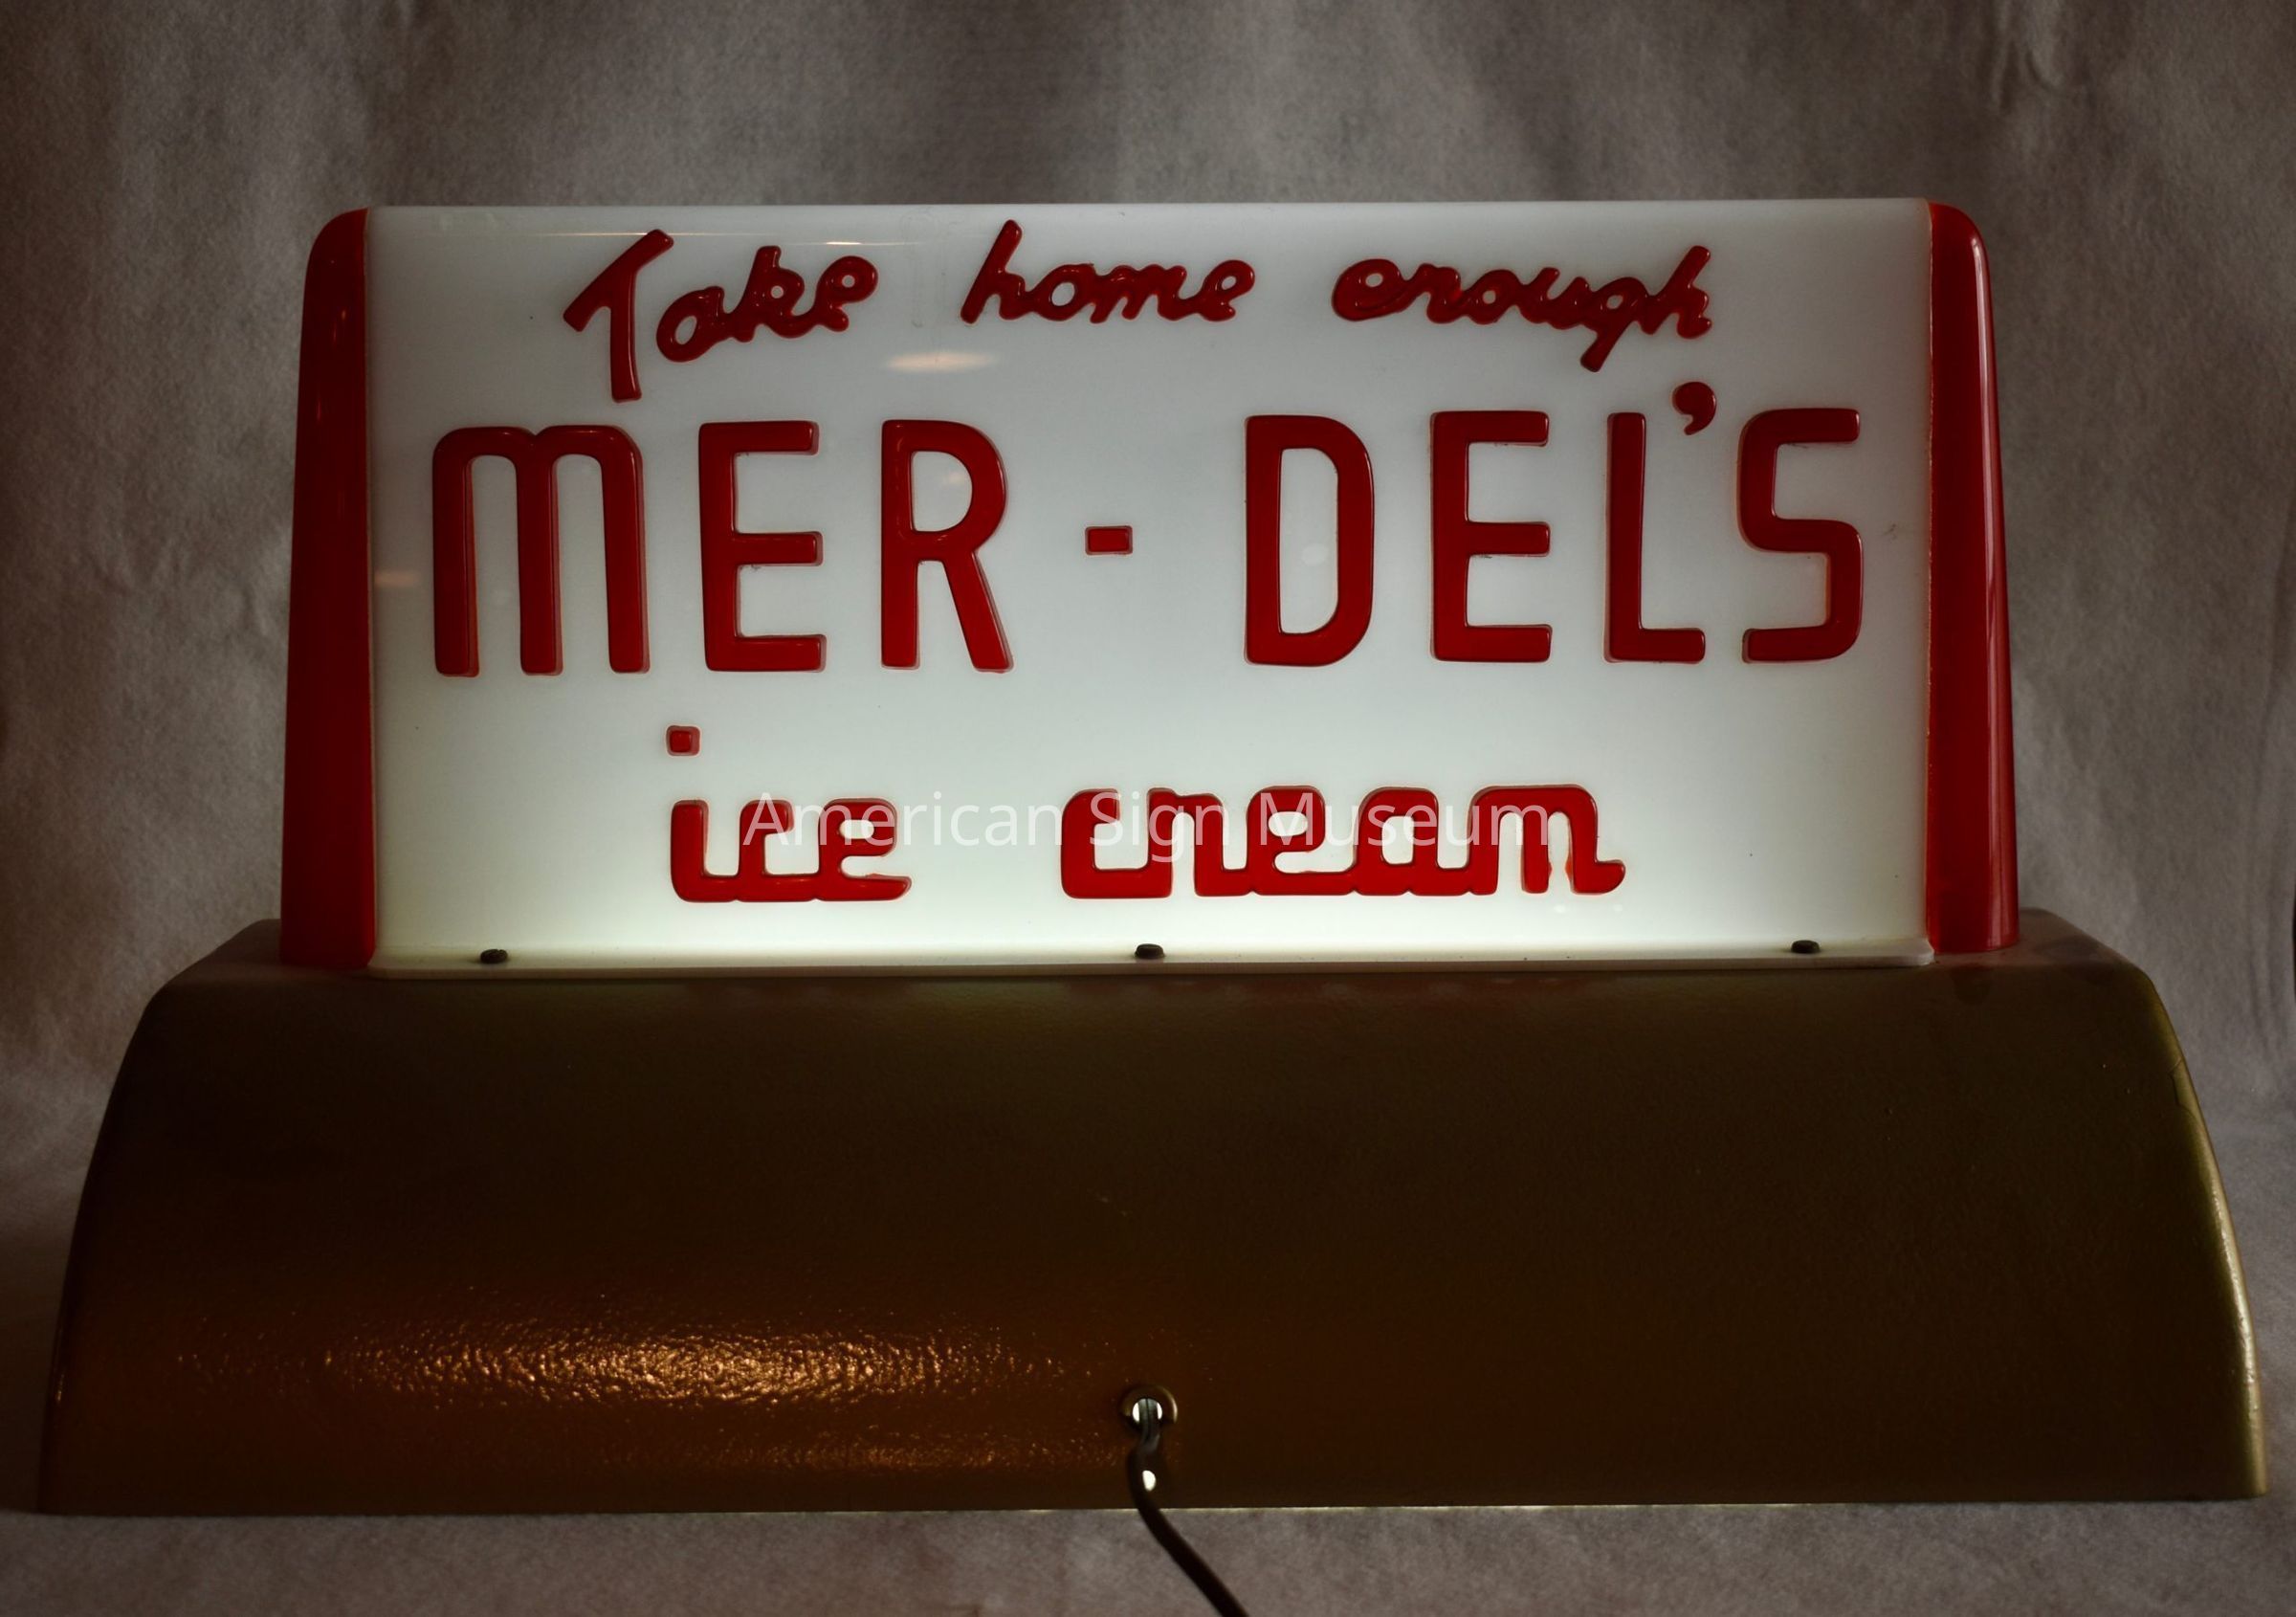 Take home enough
MER-DEL'S
ice cream
American Sign Museum